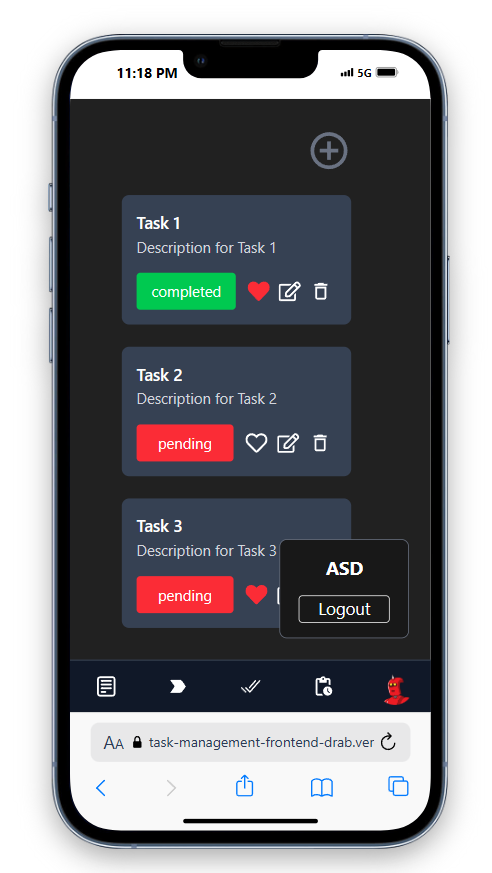 11:18 PM
5G
Task 1
Description for Task 1
completed
Task 2
Description for Task 2
pending
Task 3
Description for Task 3
pending
ASD
Logout
AA
task-management-frontend-drab.ver